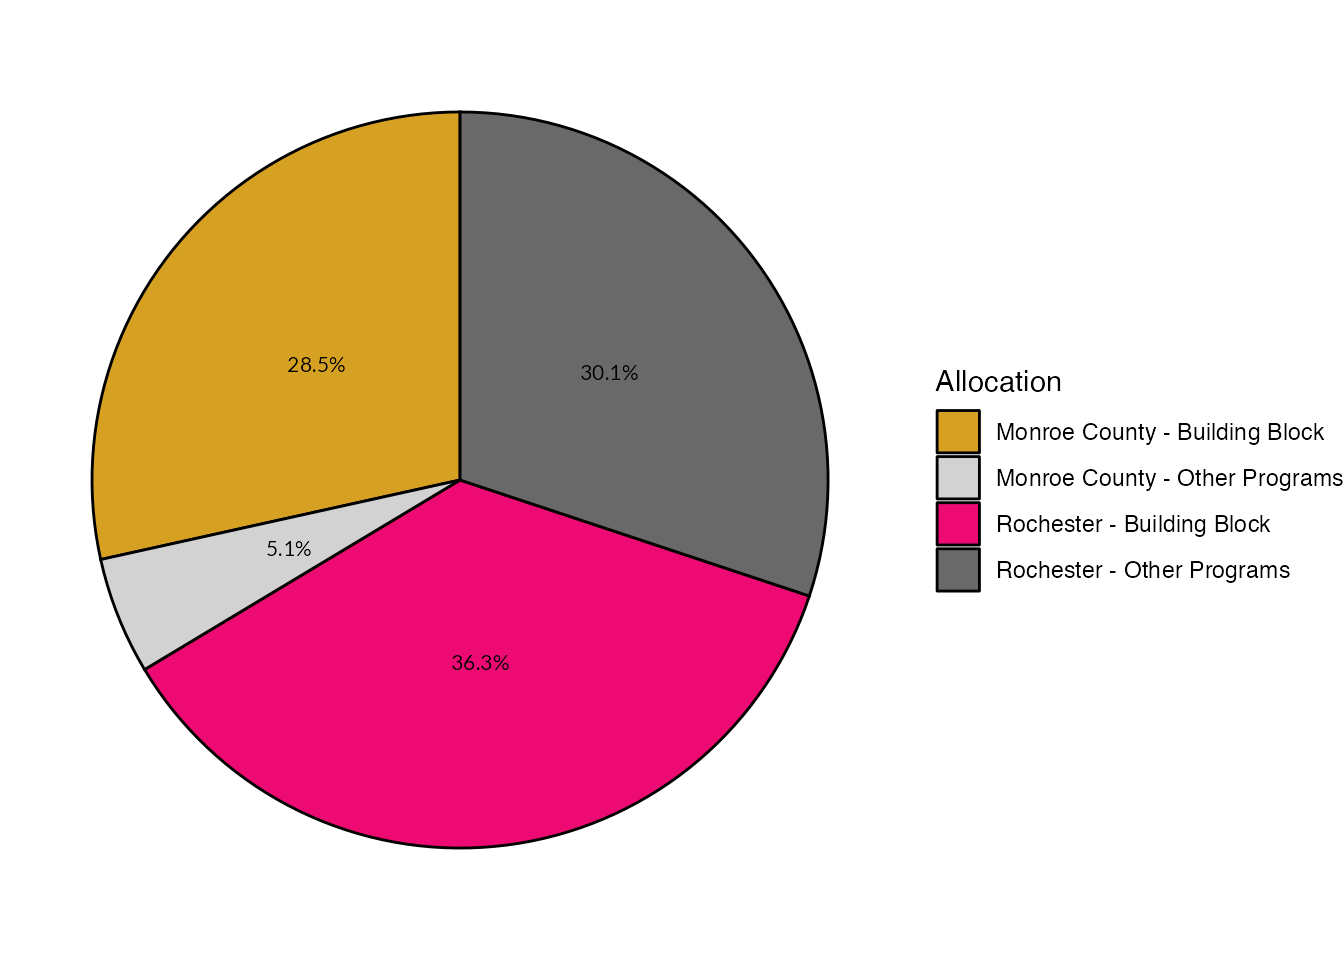 28.5%
30.1%
5.1%
36.3%
Allocation
Monroe County - Building Block
Monroe County - Other Programs
Rochester - Building Block
Rochester - Other Programs